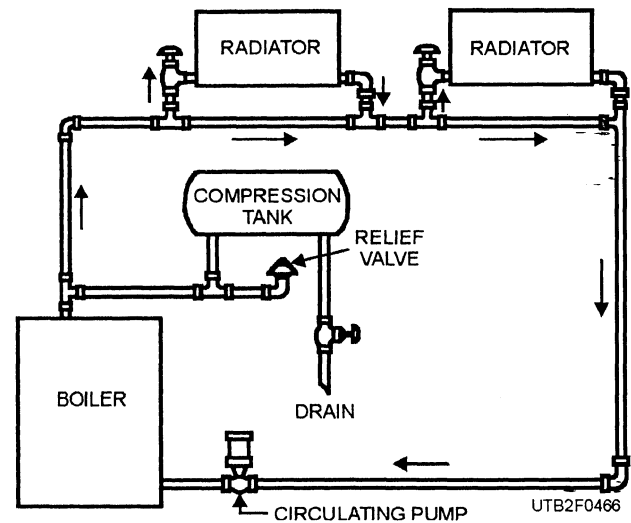 RADIATOR
RADIATOR
COMPRESSION
TANK
RELIEF
VALVE
BOILER
DRAIN
UTB2F0466
CIRCULATING PUMP